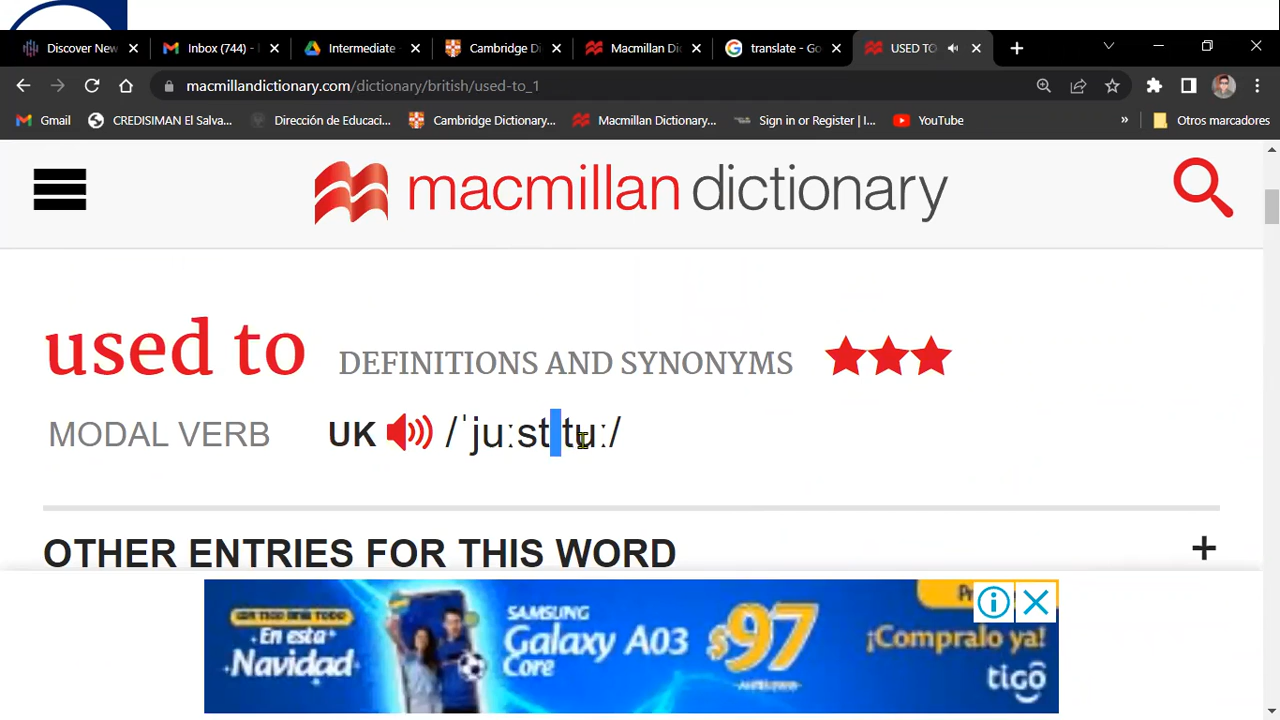 Discover New
Inbox (744) -
Intermediate
Cambridge Di
Macmillan Dic
translate - Go
USED TO
macmillandictionary.com/dictionary/british/used-to_1
Gmail
CREDISIMAN El Salva...
Dirección de Educaci...
Cambridge Dictionary...
Macmillan Dictionary...
Sign in or Register | I...
YouTube
»
Otros marcadores
macmillan dictionary
used to DEFINITIONS AND SYNONYMS
MODAL VERB UK /ˈjuːst tuː/
OTHER ENTRIES FOR THIS WORD +
En esta
Navidad
SAMSUNG
Galaxy A03
Core
$97
¡Compralo ya!
tigo